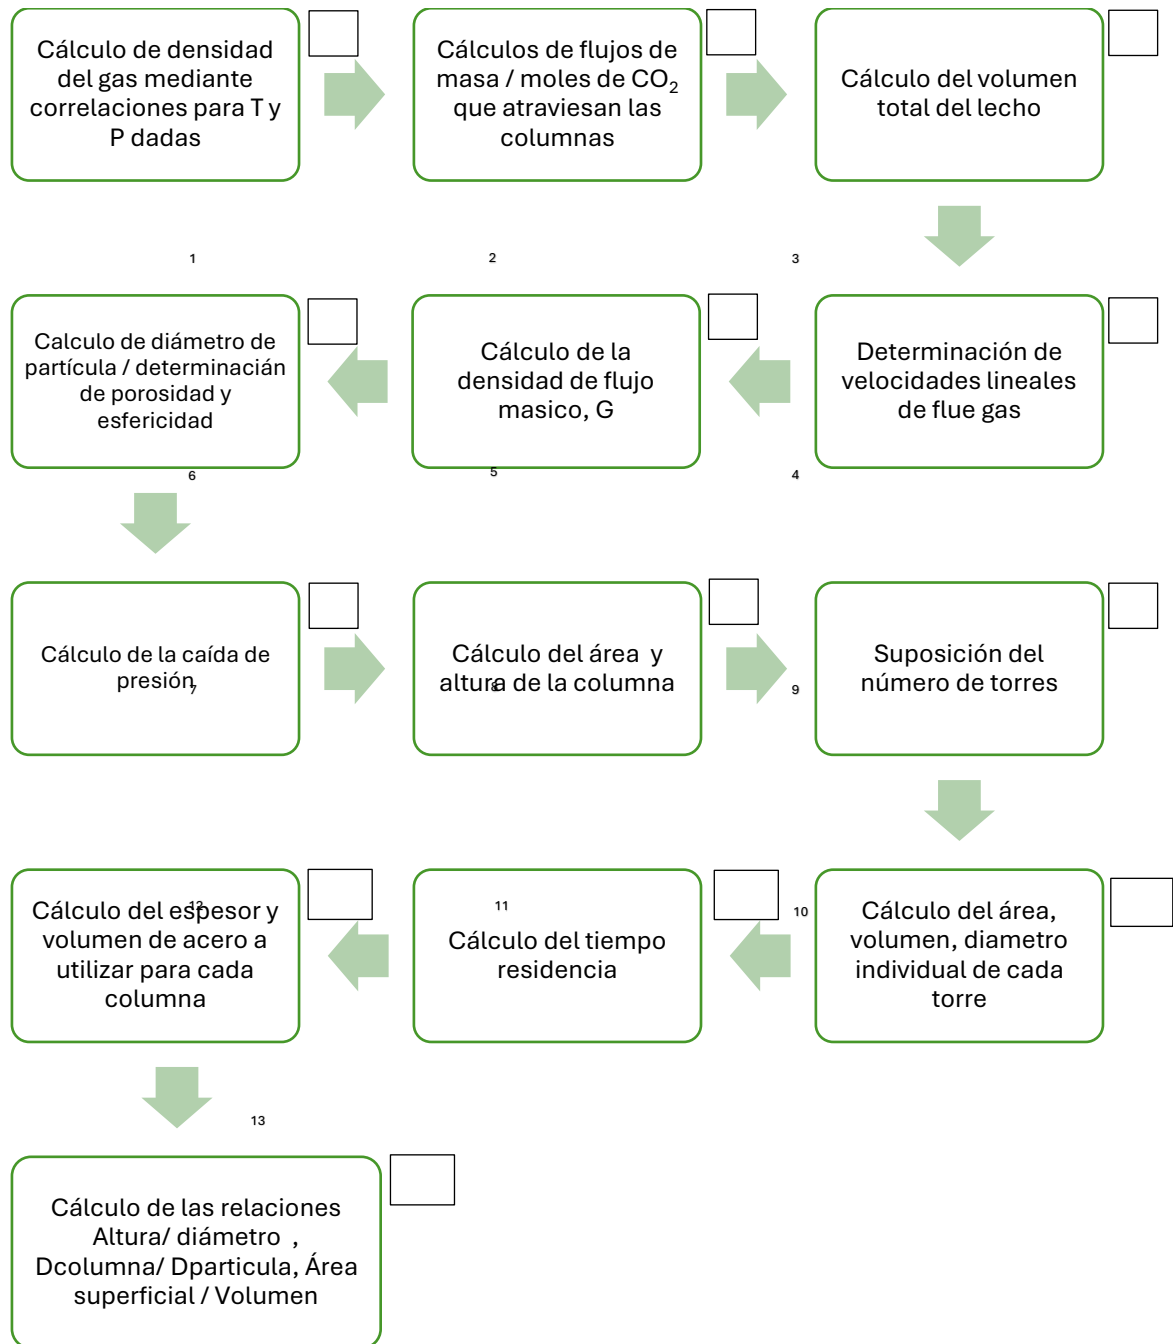 Cálculo de densidad
del gas mediante
correlaciones para T y
P dadas
Cálculos de flujos de
masa / moles de CO₂
que atraviesan las
columnas
Cálculo del volumen
total del lecho
1
2
3
Calculo de diámetro de
partícula / determinacián
de porosidad y
esfericidad
Cálculo de la
densidad de flujo
masico, G
Determinación de
velocidades lineales
de flue gas
6
5
4
Cálculo de la caída de
presión
7
Cálculo del área y
altura de la columna
8
Suposición del
número de torres
9
Cálculo del espesor y
volumen de acero a
utilizar para cada
columna
12
11
Cálculo del tiempo
residencia
10
Cálculo del área,
volumen, diametro
individual de cada
torre
13
Cálculo de las relaciones
Altura/ diámetro ,
Dcolumna/ Dparticula, Área
superficial / Volumen